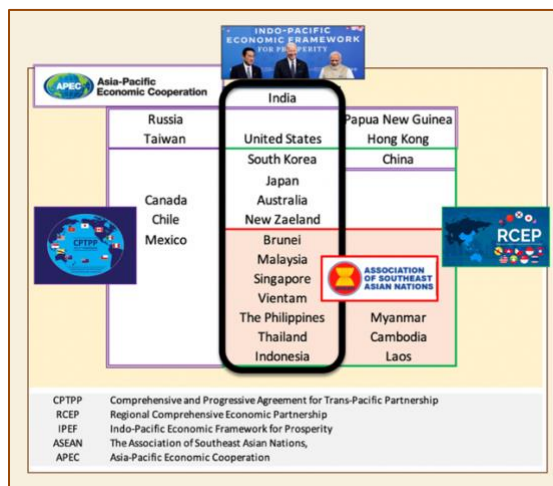 INDO-PACIFIC
ECONOMIC FRAMEWORK
FOR PROSPERITY
APEC
Asia-Pacific
Economic Cooperation
India
Russia
Papua New Guinea
Taiwan
United States
Hong Kong
South Korea
China
Japan
Canada
Australia
Chile
New Zaeland
Mexico
CPTPP
RCEP
Brunei
Malaysia
Singapore
ASSOCIATION
OF SOUTHEAST
ASIAN NATIONS
Vientam
The Philippines
Myanmar
Thailand
Cambodia
Indonesia
Laos
CPTPP Comprehensive and Progressive Agreement for Trans-Pacific Partnership
RCEP Regional Comprehensive Economic Partnership
IPEF Indo-Pacific Economic Framework for Prosperity
ASEAN The Association of Southeast Asian Nations,
APEC Asia-Pacific Economic Cooperation